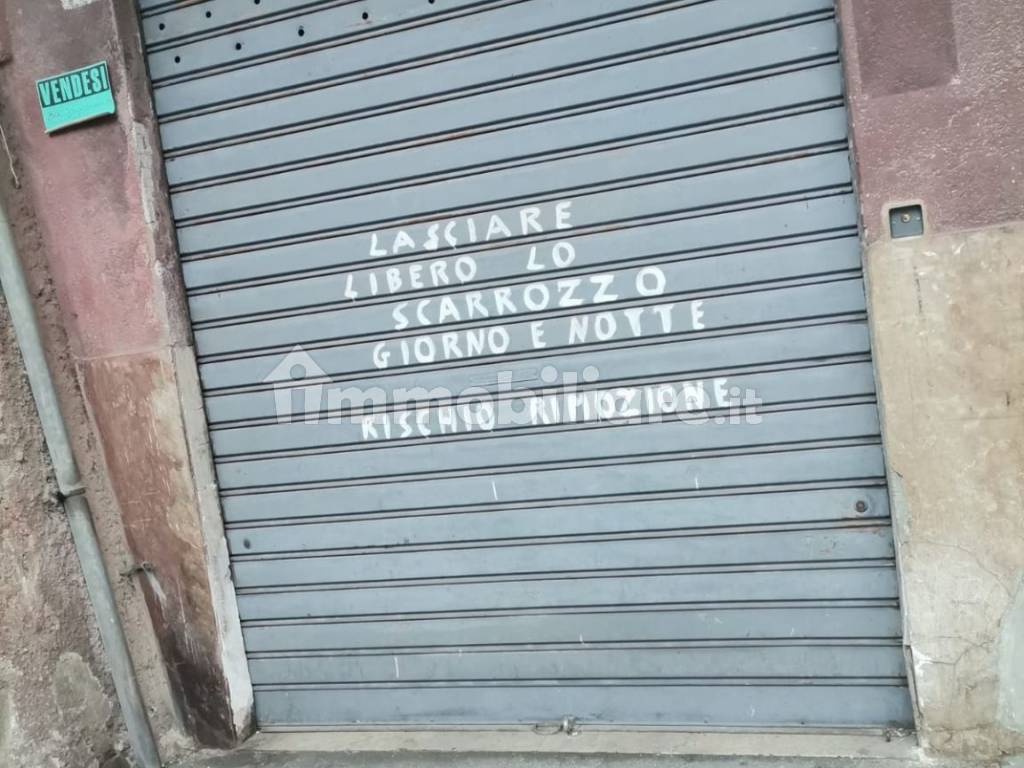 VENDESI
LASCIARE
LIBERO LO
SCARROZZO
GIORNO E NOTTE
immobiliare.it
RISCHIO RIMOZIONE